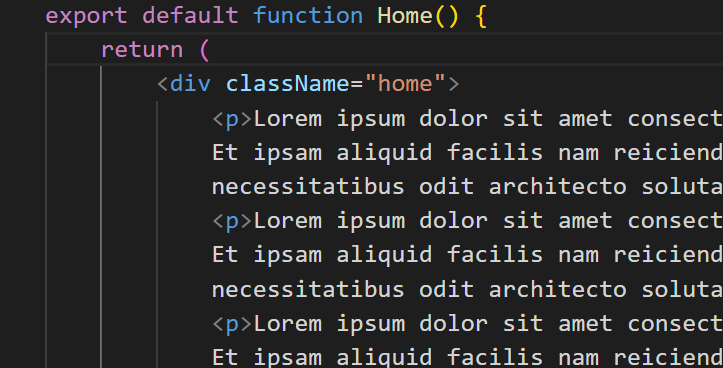 export default function Home() {
return (
<div className="home">
<p>Lorem ipsum dolor sit amet consect
Et ipsam aliquid facilis nam reiciend
necessitatibus odit architecto soluta
<p>Lorem ipsum dolor sit amet consect
Et ipsam aliquid facilis nam reiciend
necessitatibus odit architecto soluta
<p>Lorem ipsum dolor sit amet consect
Et ipsam aliquid facilis nam reiciend